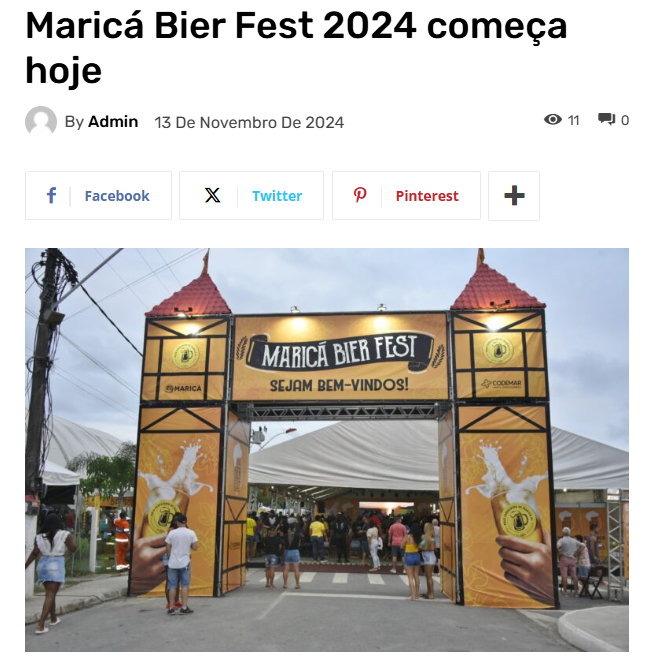 Maricá Bier Fest 2024 começa
hoje
By Admin 13 De Novembro De 2024 11 0
Facebook Twitter Pinterest
MARICÁ BIER FEST
SEJAM BEM-VINDOS!
MARICÁ CODEMAR